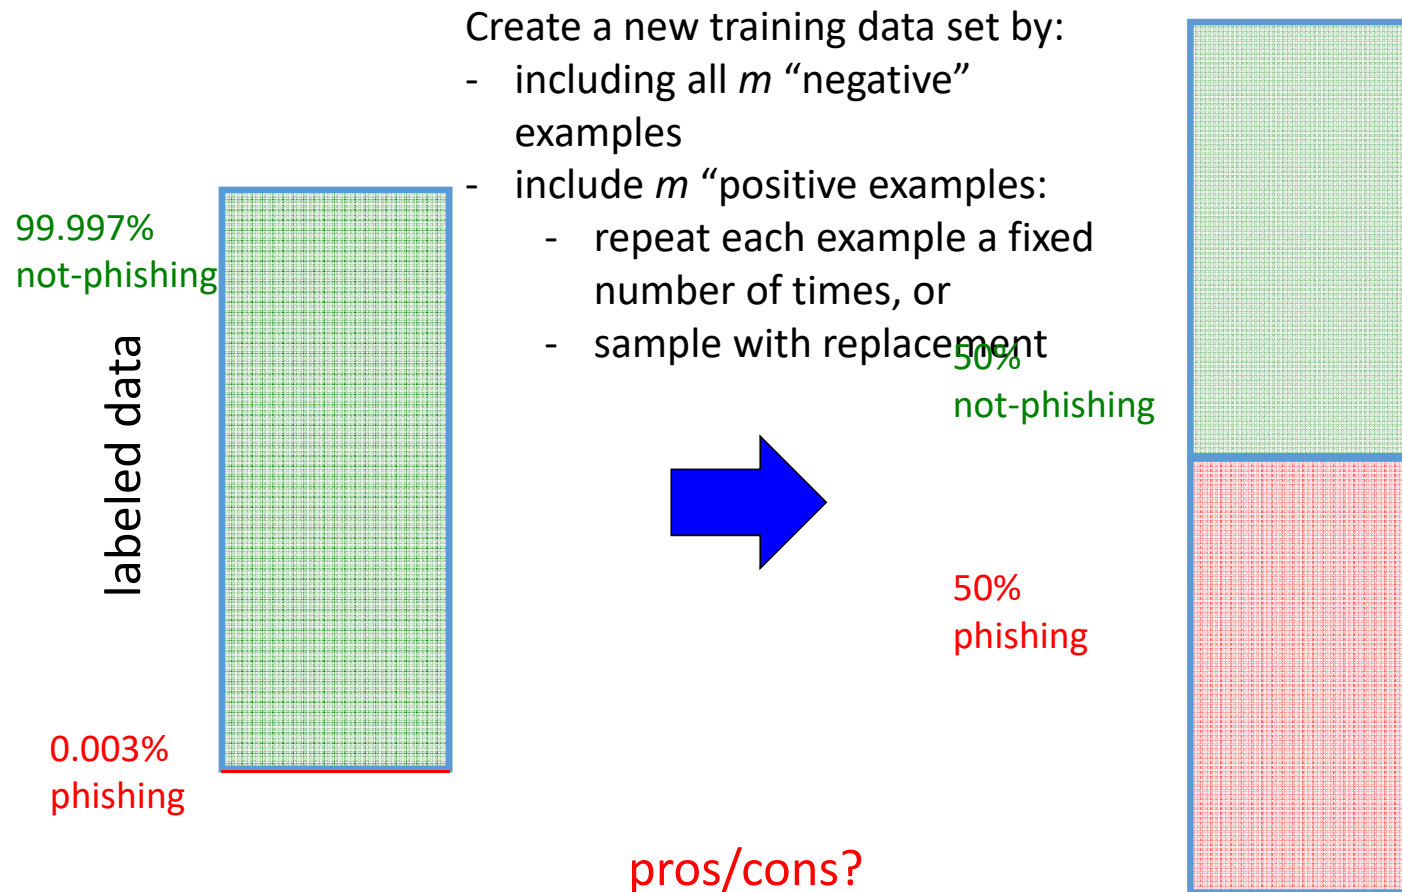 Create a new training data set by:
- including all m “negative”
examples
- include m “positive examples:
- repeat each example a fixed
number of times, or
- sample with replacement
99.997%
not-phishing
labeled data
0.003%
phishing
50%
not-phishing
50%
phishing
pros/cons?